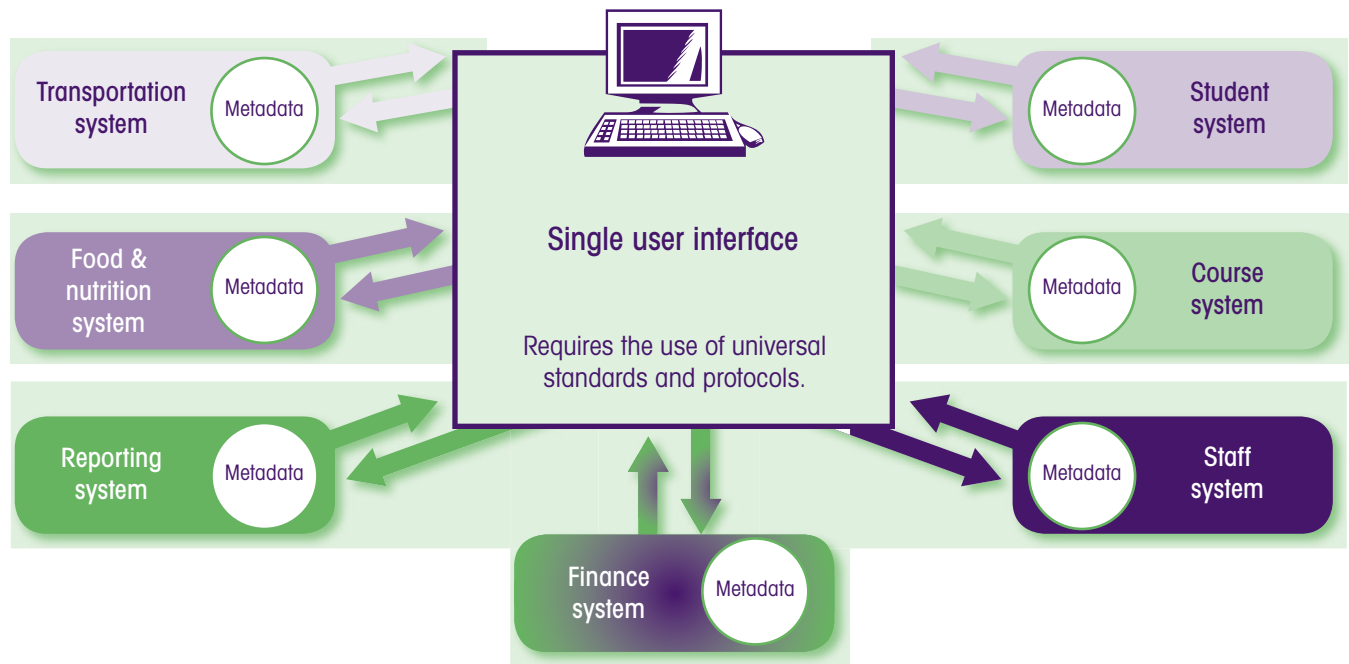 Transportation
system
Metadata
Food &
nutrition
system
Metadata
Reporting
system
Metadata
Single user interface
Requires the use of universal
standards and protocols.
Finance
system
Metadata
Metadata
Student
system
Metadata
Course
system
Metadata
Staff
system